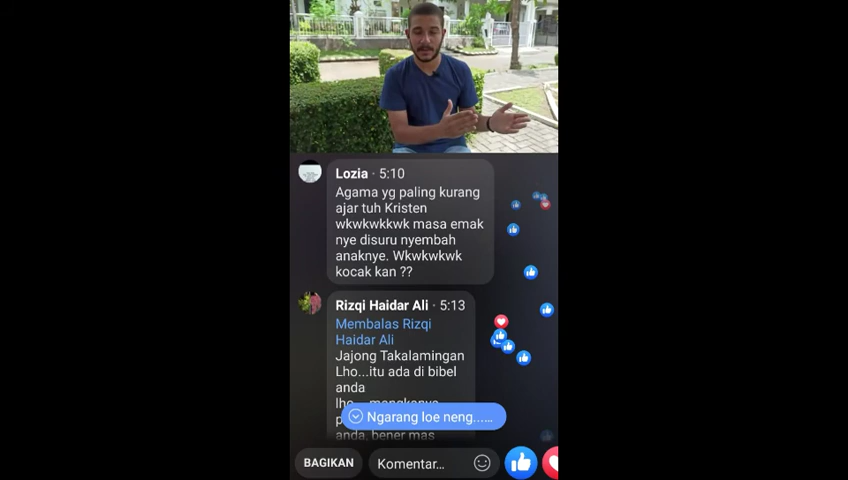 Lozia · 5:10
Agama yg paling kurang
ajar tuh Kristen
wkwkwkkwk masa emak
nye disuru nyembah
anaknye. Wkwkwkwk
kocak kan ??
Rizqi Haidar Ali · 5:13
Membalas Rizqi
Haidar Ali
Jajong Takalamingan
Lho...itu ada di bibel
anda
Ngarang loe neng......
anda, bener mas
BAGIKAN
Komentar...